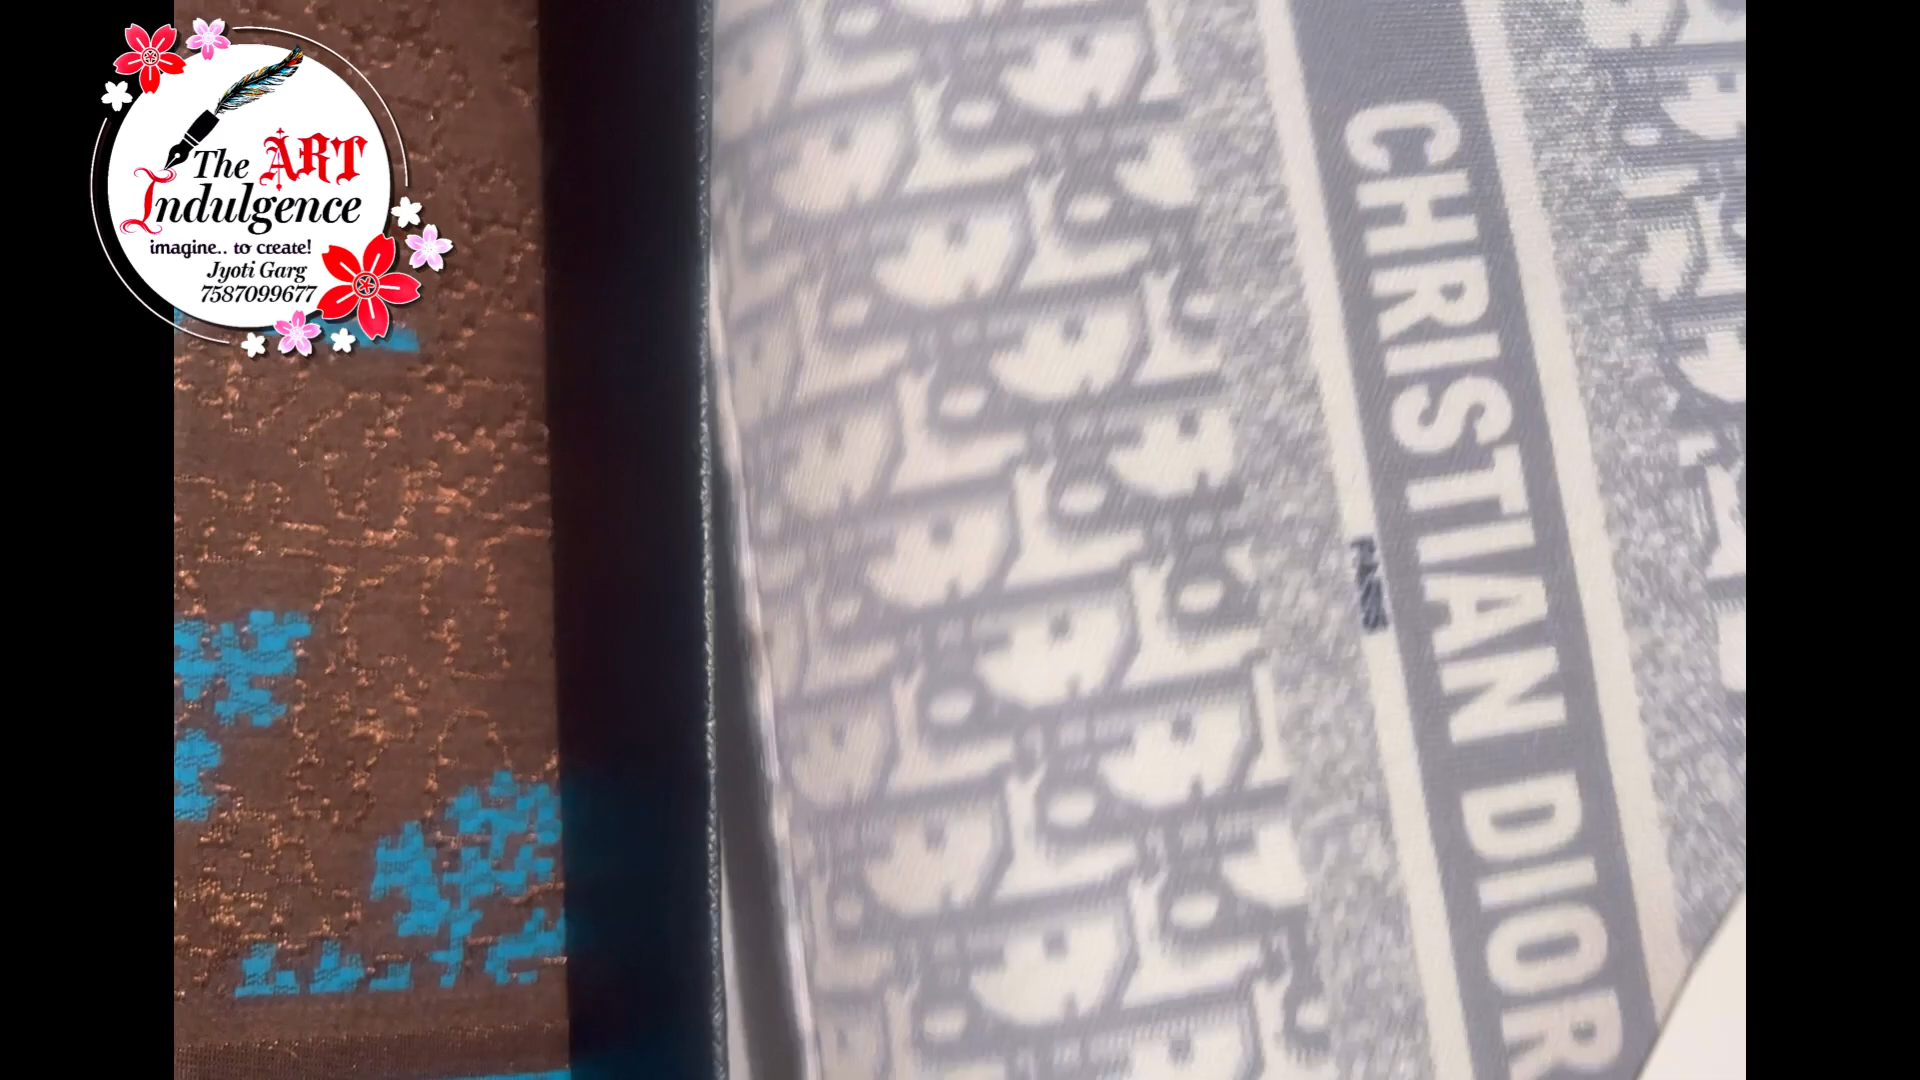 The ART
Indulgence
imagine.. to create!
Jyoti Garg
7587099677
CHRISTIAN DIOR